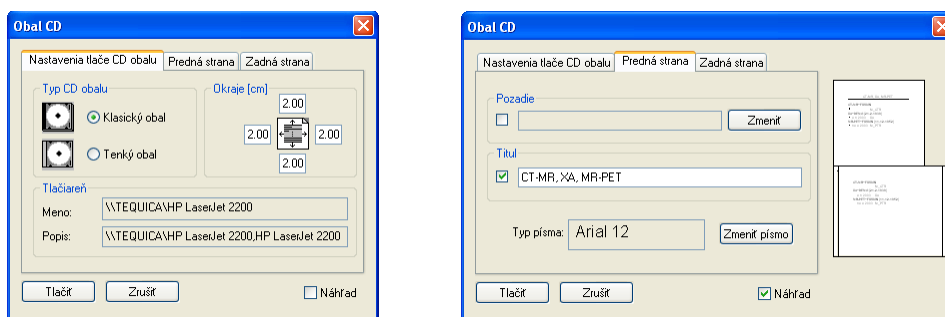 Obal CD
Nastavenia tlače CD obalu Predná strana Zadná strana
Typ CD obalu
Klasický obal
Tenký obal
Okraje [cm]
2.00
2.00 2.00
2.00
Tlačiareň
Meno: \\TEQUICA\HP LaserJet 2200
Popis: \\TEQUICA\HP LaserJet 2200,HP LaserJet 2200
Tlačiť Zrušiť Náhľad
Obal CD
Nastavenia tlače CD obalu Predná strana Zadná strana
Pozadie
Zmeniť
Titul
CT-MR, XA, MR-PET
Typ písma: Arial 12 Zmeniť písmo
Tlačiť Zrušiť Náhľad